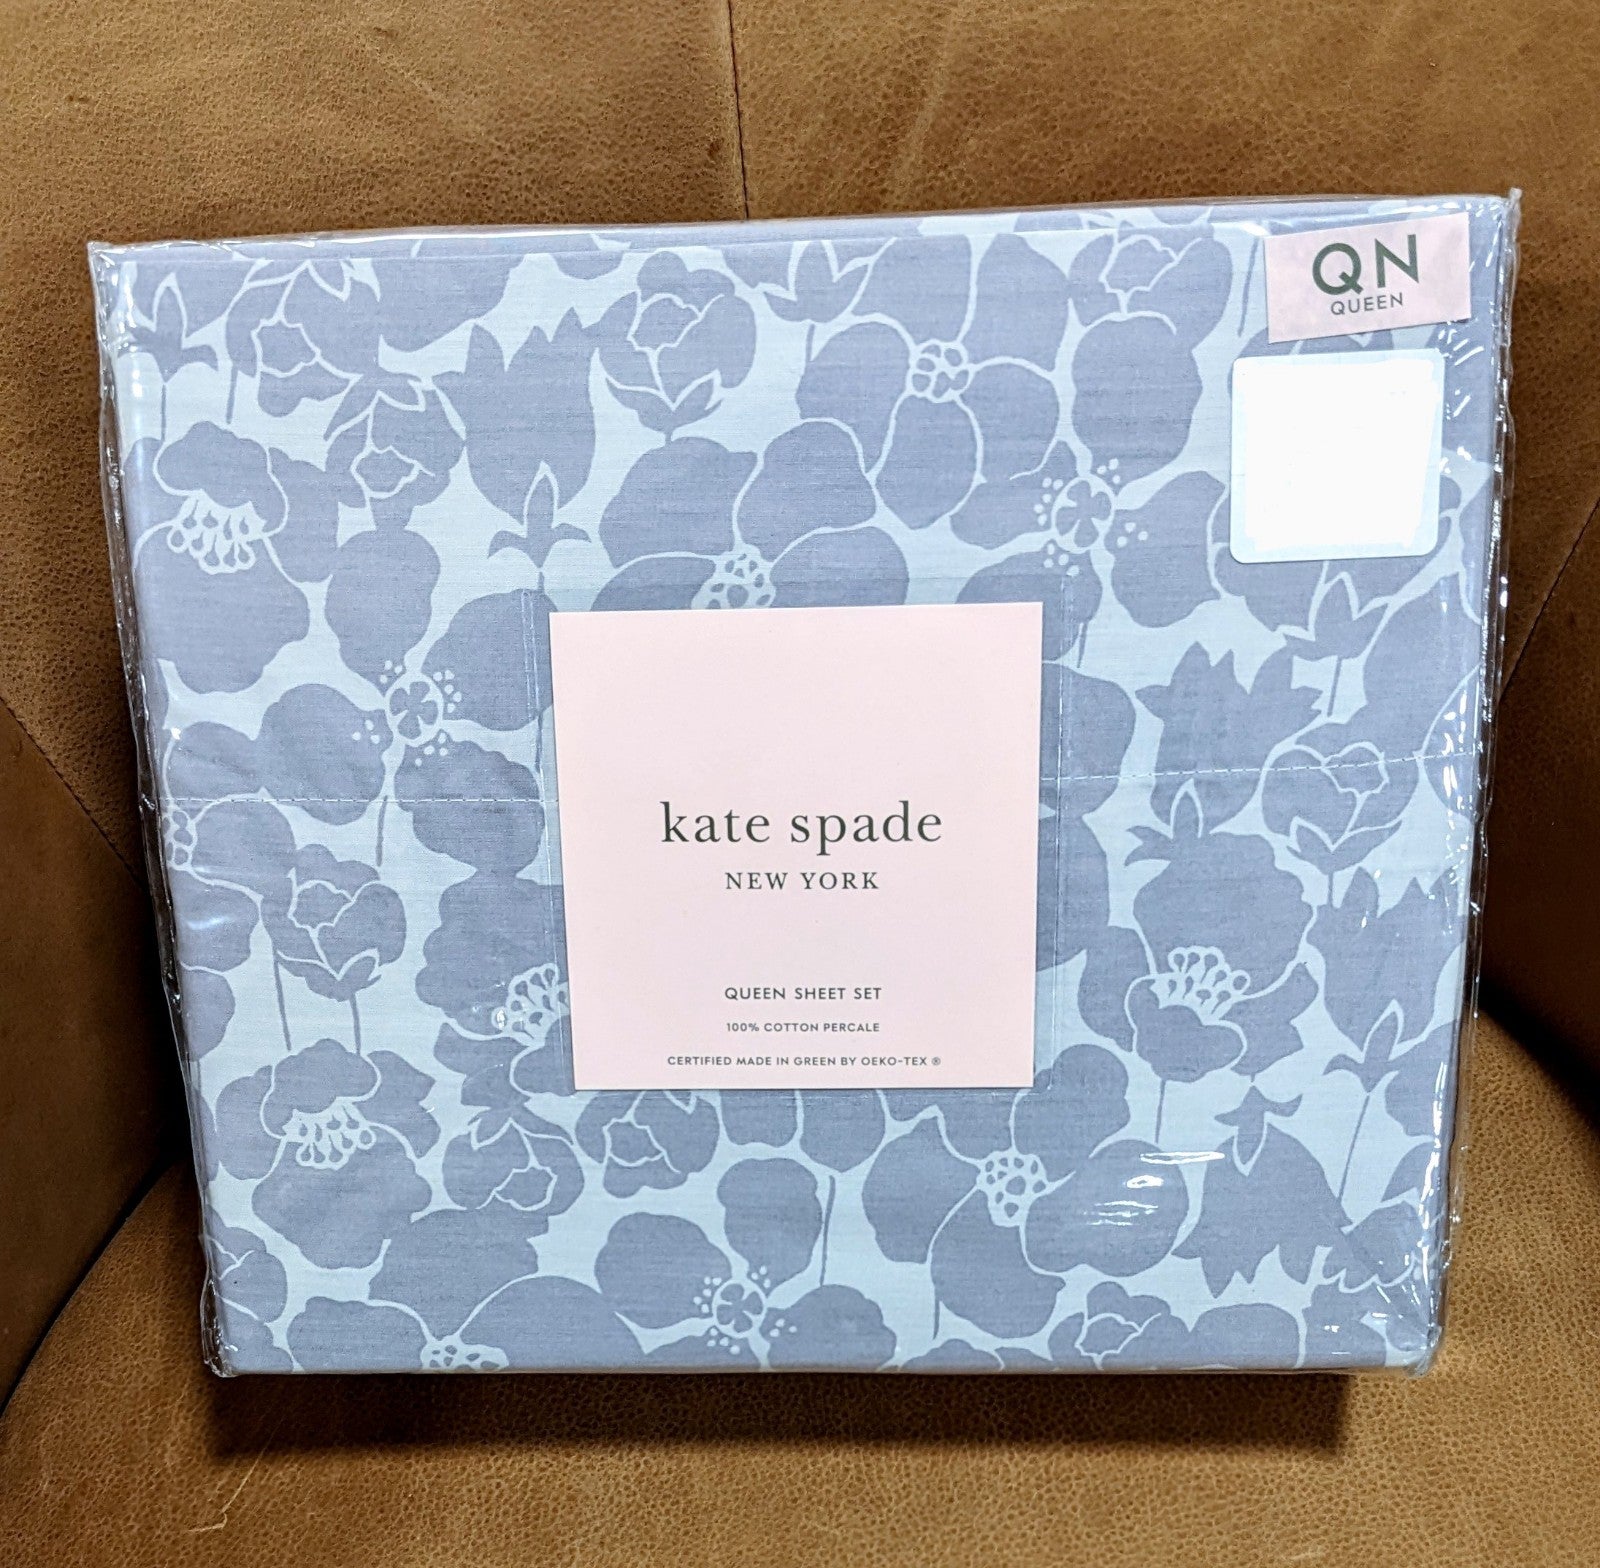 QN
QUEEN
kate spade
NEW YORK
QUEEN SHEET SET
100% COTTON PERCALE
CERTIFIED MADE IN GREEN BY OEKO-TEX ®